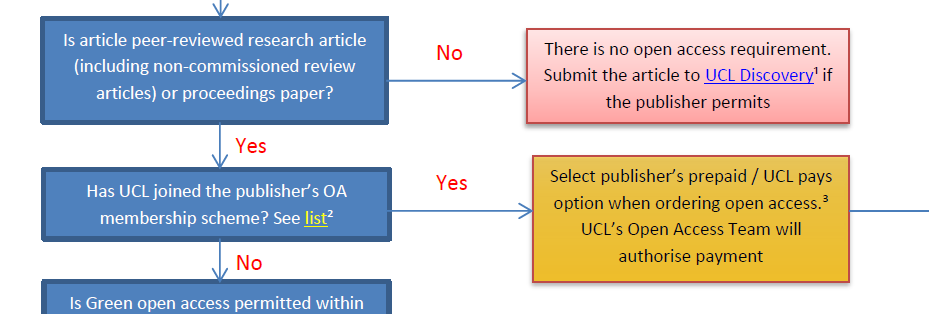 Is article peer-reviewed research article
(including non-commissioned review
articles) or proceedings paper?
No
There is no open access requirement.
Submit the article to UCL Discovery¹ if
the publisher permits
Yes
Has UCL joined the publisher's OA
membership scheme? See list²
Yes
Select publisher's prepaid / UCL pays
option when ordering open access.³
UCL's Open Access Team will
authorise payment
No
Is Green open access permitted within